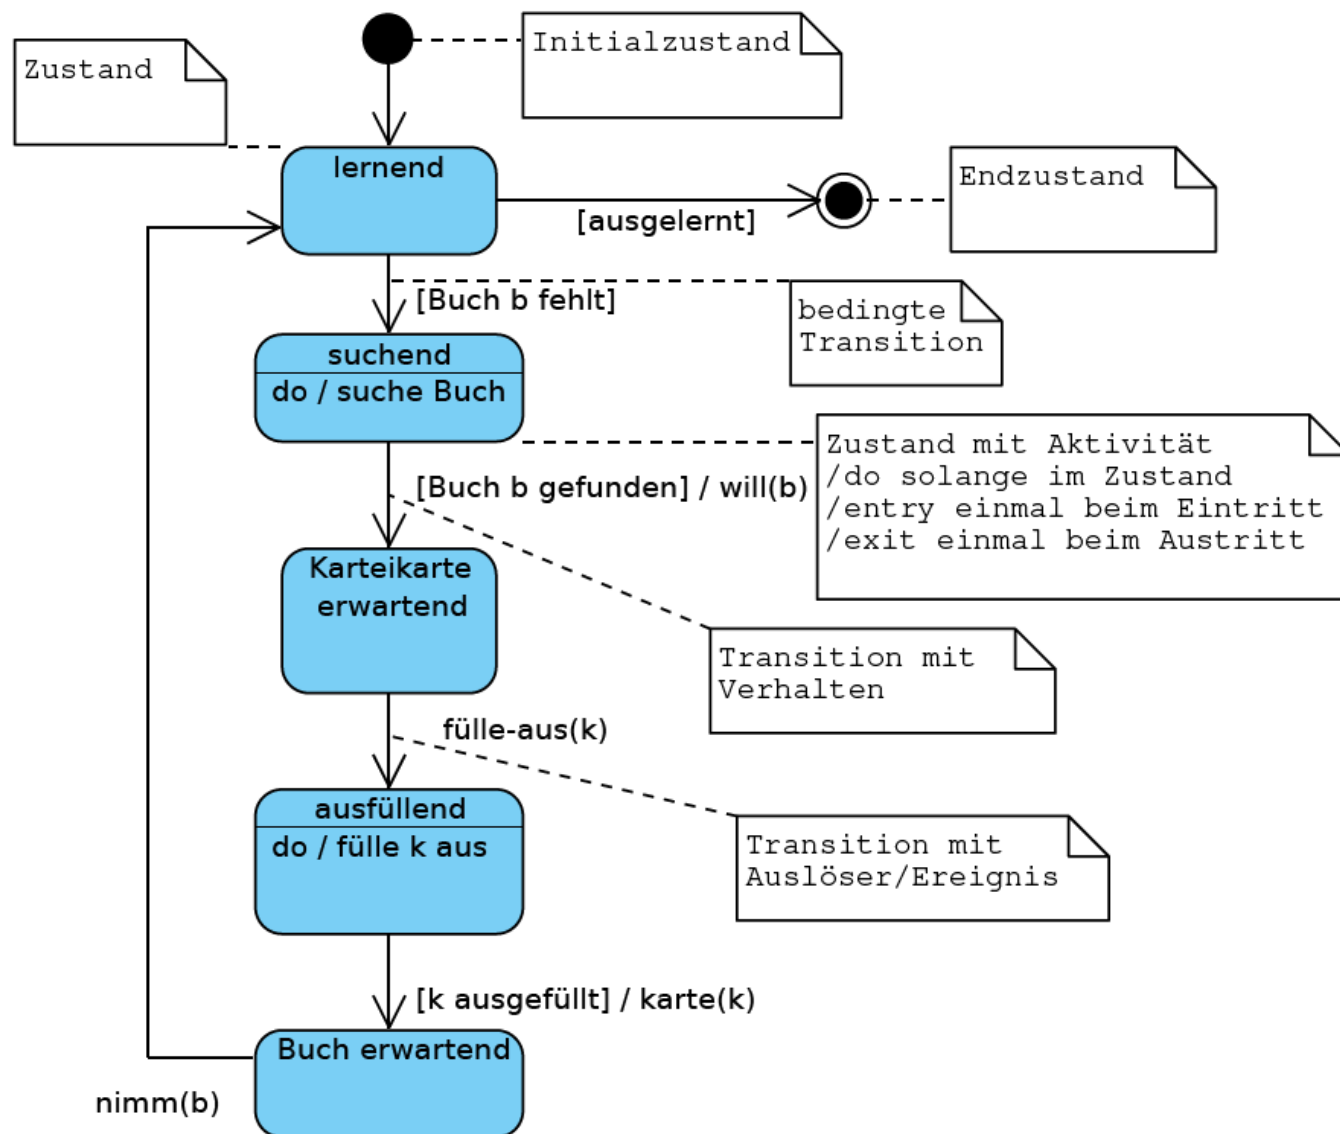 Initialzustand
Zustand
lernend
Endzustand
[ausgelernt]
[Buch b fehlt]
bedingte
Transition
suchend
do / suche Buch
Zustand mit Aktivität
/do solange im Zustand
/entry einmal beim Eintritt
/exit einmal beim Austritt
[Buch b gefunden] / will(b)
Karteikarte
erwartend
Transition mit
Verhalten
fülle-aus(k)
ausfüllend
do / fülle k aus
Transition mit
Auslöser/Ereignis
[k ausgefüllt] / karte(k)
Buch erwartend
nimm(b)